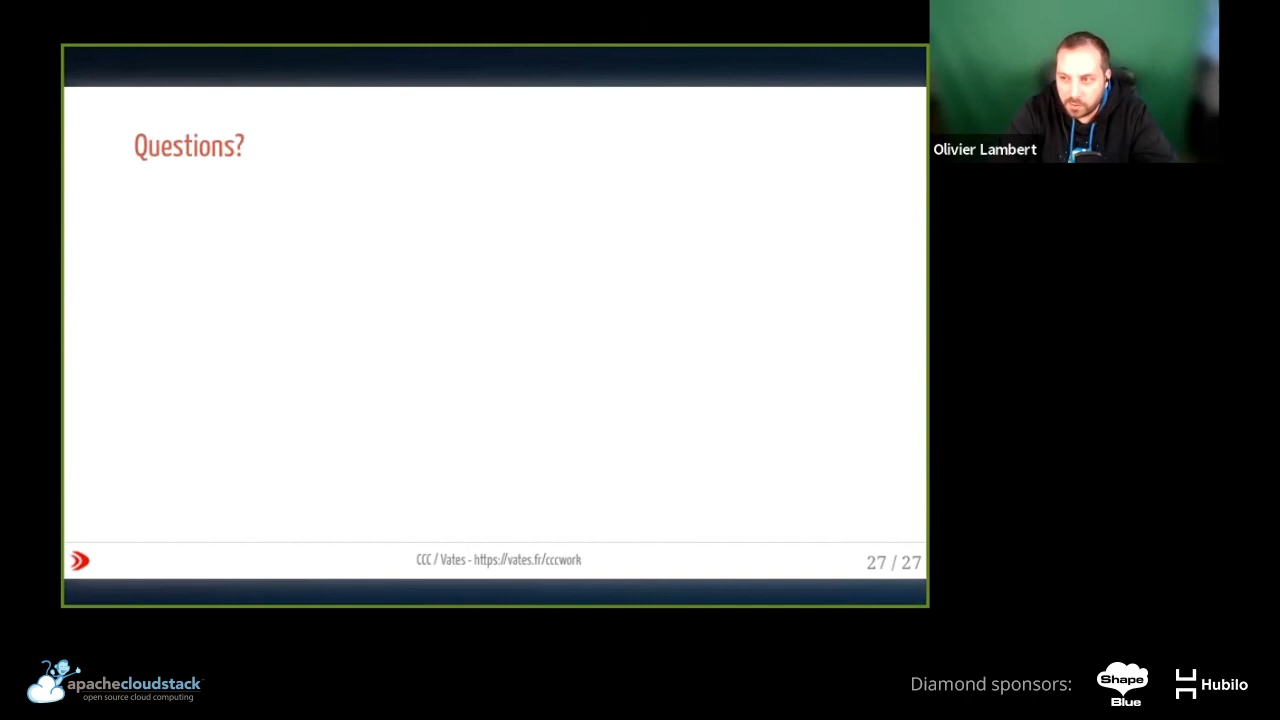 Questions?
Olivier Lambert
CCC / Vates - https://vates.fr/cccwork
27 / 27
apachecloudstack
open source cloud computing
Diamond sponsors:
Shape
Blue
Hubilo